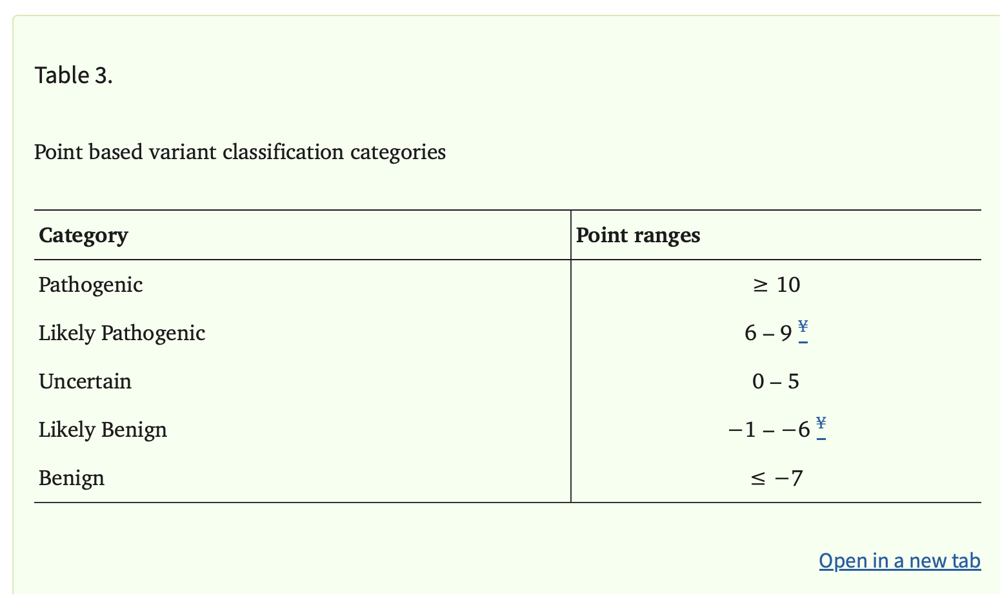 Table 3.
Point based variant classification categories
Category Point ranges
Pathogenic ≥ 10
Likely Pathogenic 6 – 9 ¥
Uncertain 0 – 5
Likely Benign −1 – −6 ¥
Benign ≤ −7
Open in a new tab